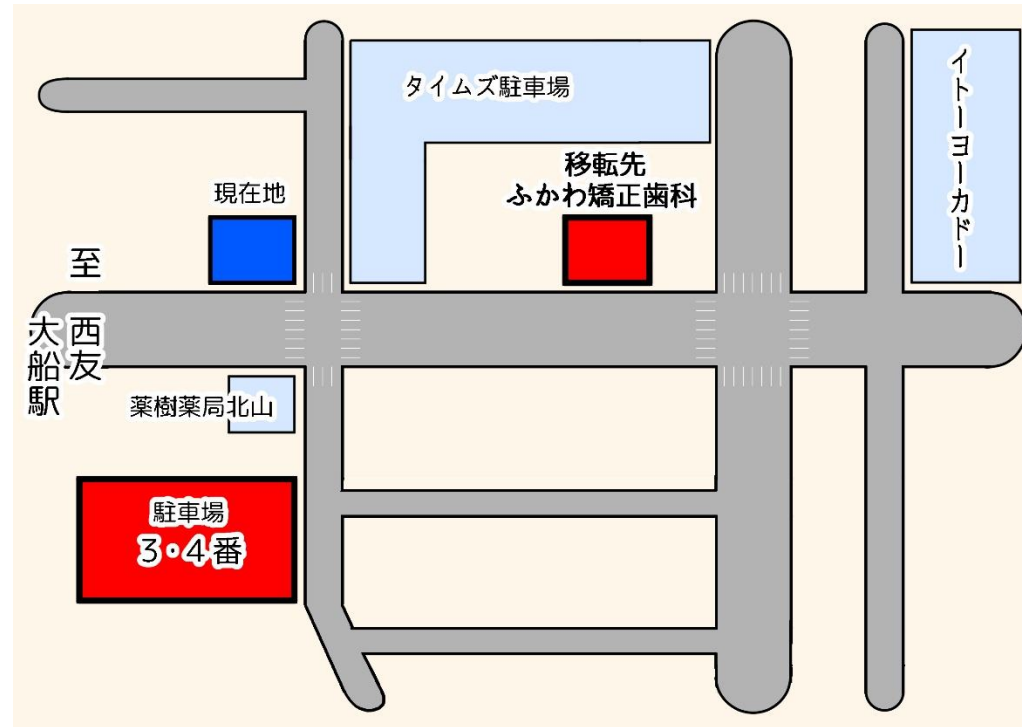 タイムズ駐車場
イトーヨーカドー
移転先
ふかわ矯正歯科
現在地
至
大船駅
西友
薬樹薬局北山
駐車場
3・4番